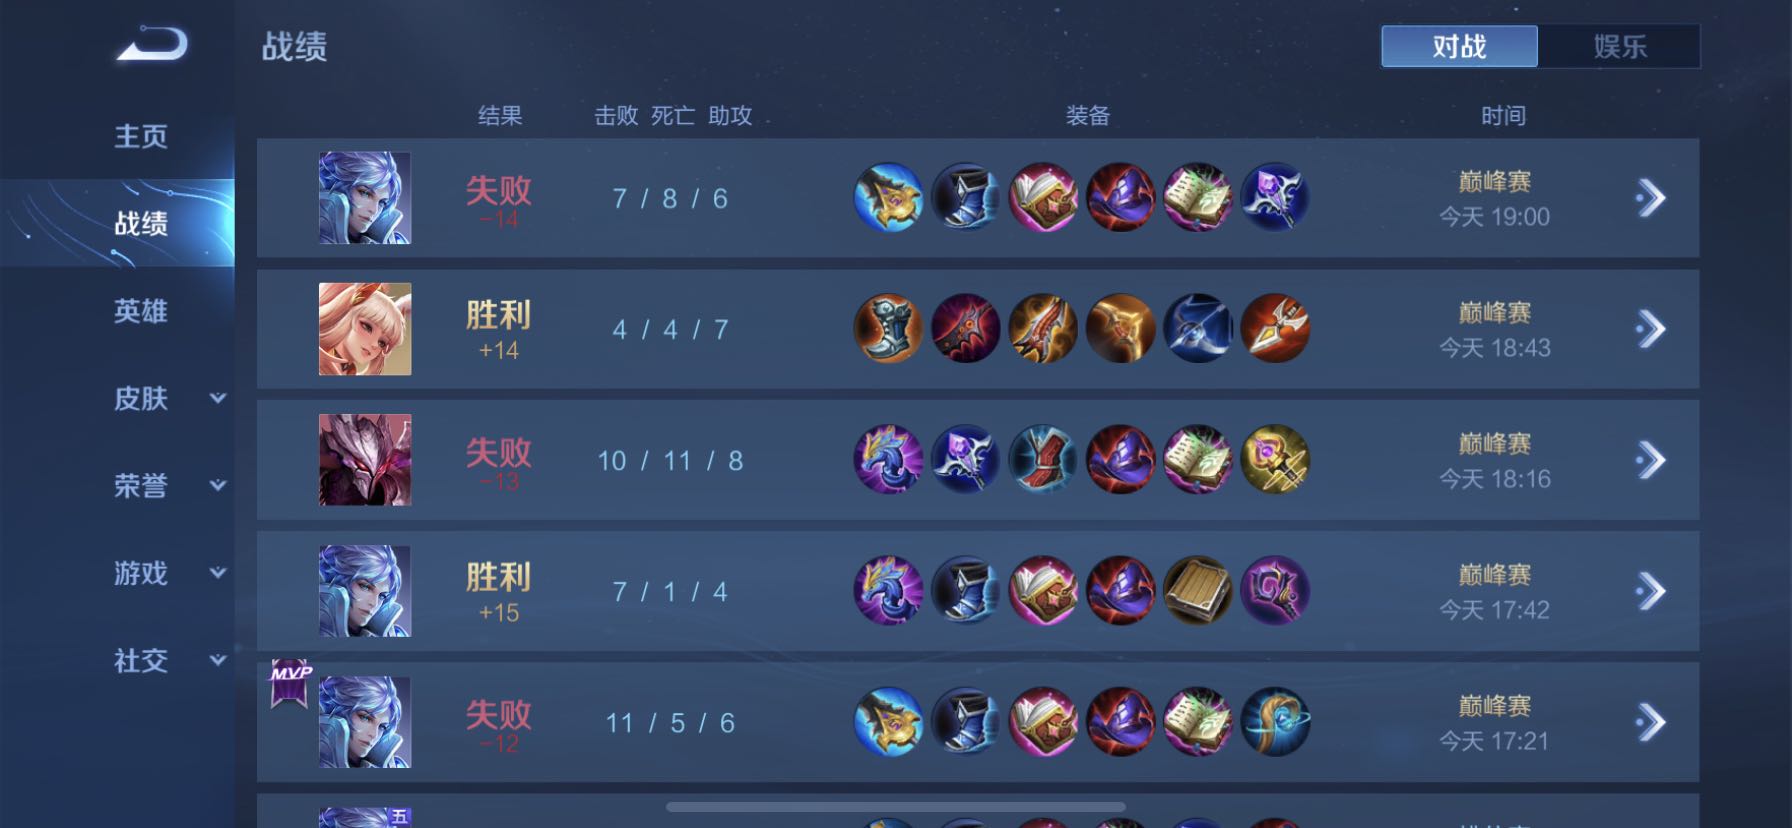 战绩
对战
娱乐
主页
战绩
英雄
皮肤
荣誉
游戏
社交
结果
击败 死亡 助攻
装备
时间
失败
-14
7 / 8 / 6
巅峰赛
今天 19:00
胜利
+14
4 / 4 / 7
巅峰赛
今天 18:43
失败
-13
10 / 11 / 8
巅峰赛
今天 18:16
胜利
+15
7 / 1 / 4
巅峰赛
今天 17:42
MVP
失败
-12
11 / 5 / 6
巅峰赛
今天 17:21
五